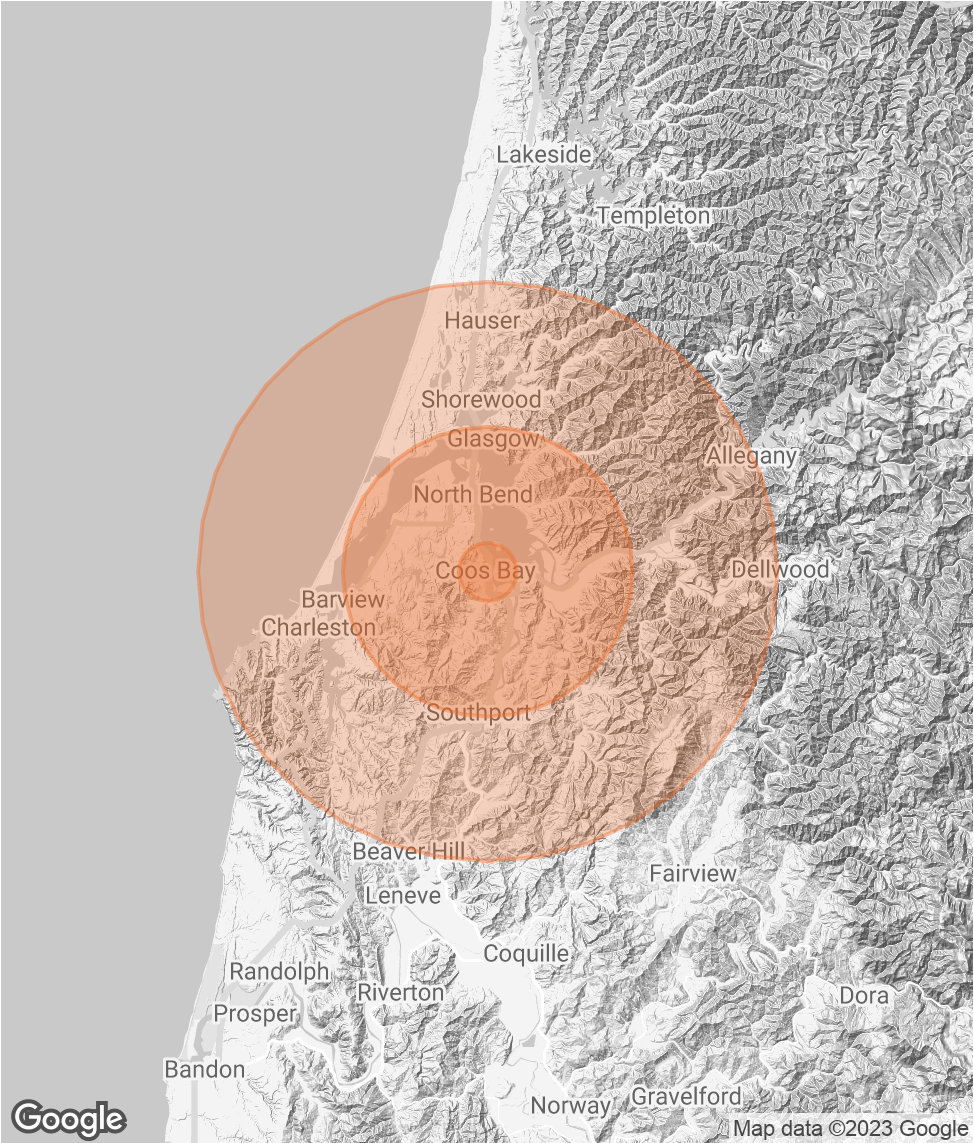 Lakeside
Templeton
Hauser
Shorewood
Glasgow
Allegany
North Bend
Coos Bay
Dellwood
Barview
Charleston
Southport
Beaver Hill
Fairview
Leneve
Coquille
Randolph
Riverton
Dora
Prosper
Bandon
Gravelford
Norway
Google
Map data ©2023 Google